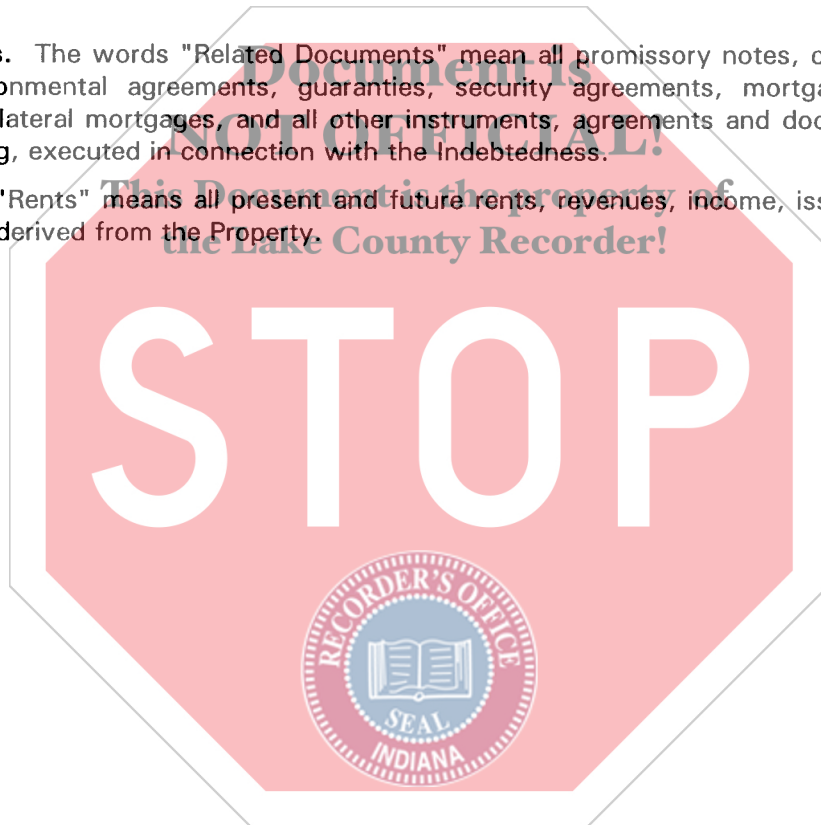 s. The words "Related Documents" mean all promissory notes, c
onmental agreements, guaranties, security agreements, mortga
lateral mortgages, and all other instruments, agreements and doc
g, executed in connection with the Indebtedness.
"Rents" means all present and future rents, revenues, income, iss
derived from the Property.
Document is
NOT OFFICIAL!
This Document is the property of
the Lake County Recorder!
STOP
RECORDER'S OFFICE
SEAL
INDIANA